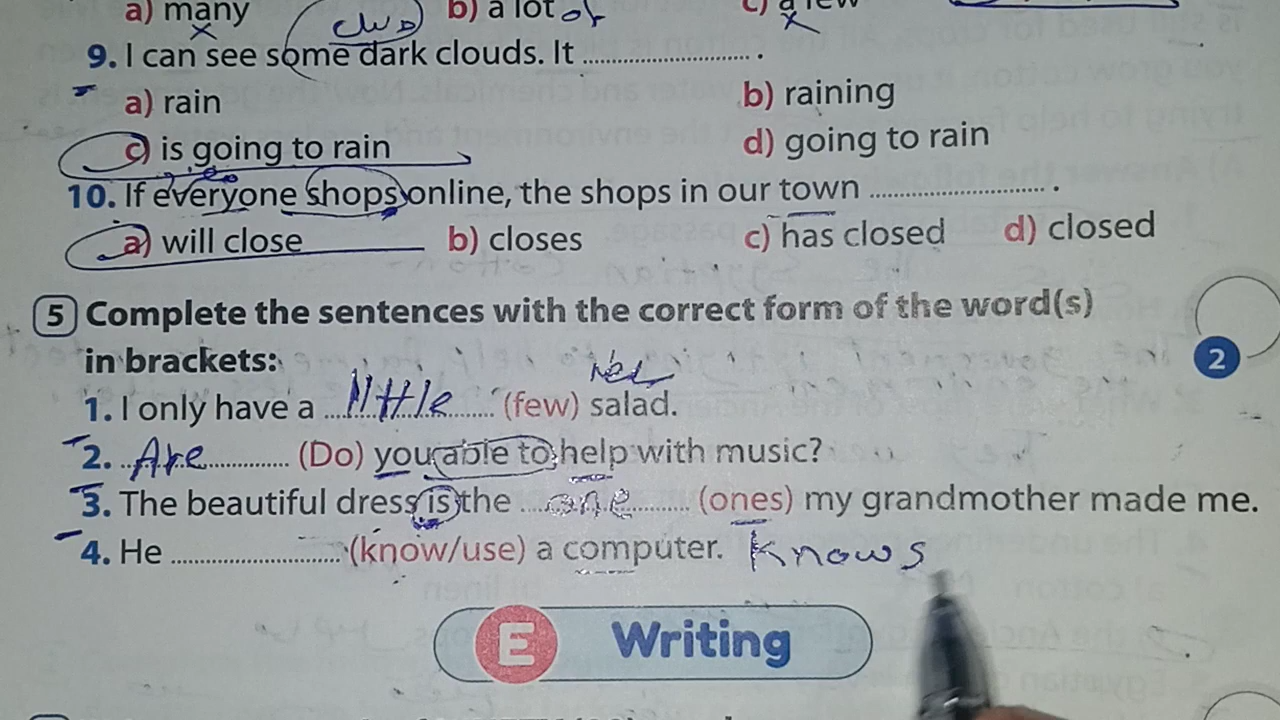 a) many b) a lot of c) a few
9. I can see some dark clouds. It .............................. .
a) rain b) raining
c) is going to rain d) going to rain
10. If everyone shops online, the shops in our town .............................. .
a) will close b) closes c) has closed d) closed
5 Complete the sentences with the correct form of the word(s)
in brackets: 2
1. I only have a little (few) salad.
2. Are (Do) you able to help with music?
3. The beautiful dress is the one (ones) my grandmother made me.
4. He .............................. (know/use) a computer. Knows
E Writing